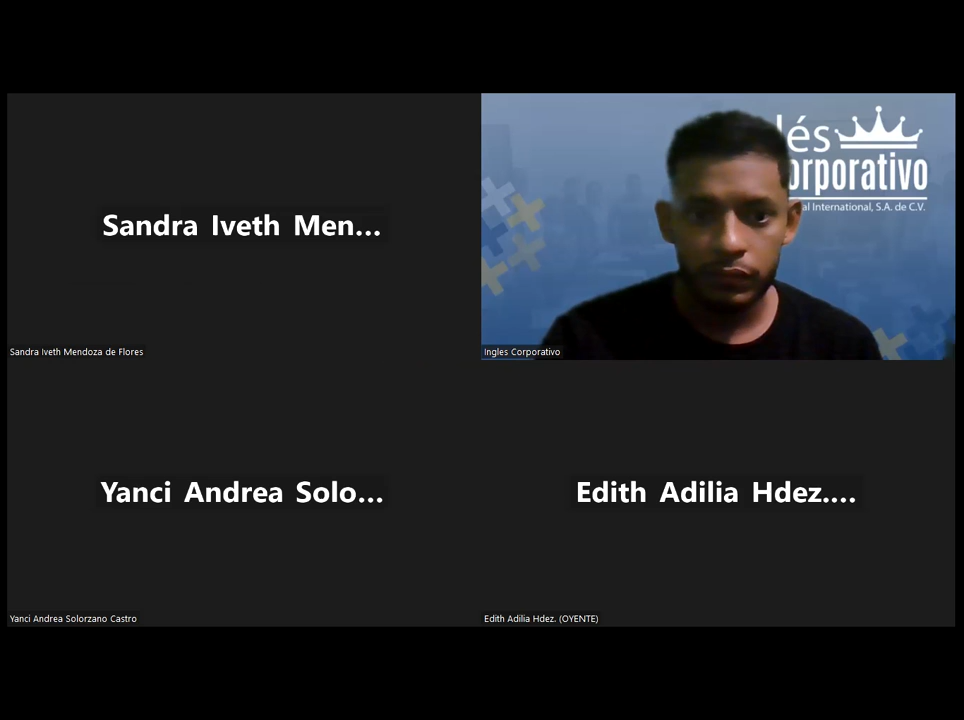 Sandra Iveth Men...
lés
orporativo
al International, S.A. de C.V.
Sandra Iveth Mendoza de Flores
Ingles Corporativo
Yanci Andrea Solo...
Edith Adilia Hdez....
Yanci Andrea Solorzano Castro
Edith Adilia Hdez. (OYENTE)